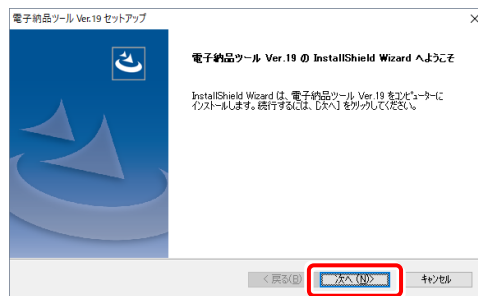 電子納品ツール Ver.19 セットアップ
電子納品ツール Ver.19 の InstallShield Wizard へようこそ
InstallShield Wizard は、電子納品ツール Ver.19 をコンピューターに
インストールします。続行するには、[次へ] をクリックしてください。
< 戻る(B) 次へ (N)> キャンセル